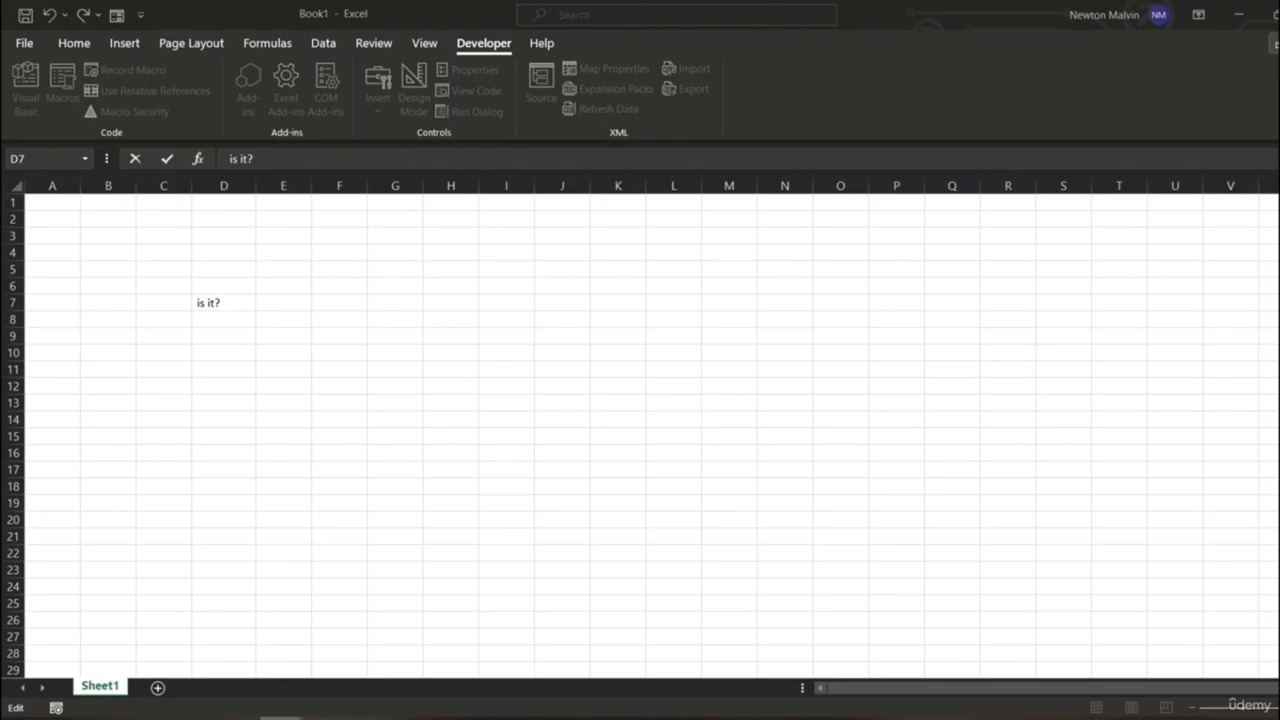 Book1 - Excel
Search
Newton Malvin NM
File Home Insert Page Layout Formulas Data Review View Developer Help
Visual Basic
Macros
Record Macro
Use Relative References
Macro Security
Code
Add-ins
Excel Add-ins
COM Add-ins
Add-ins
Insert
Design Mode
Properties
View Code
Run Dialog
Controls
Source
Map Properties
Expansion Packs
Refresh Data
Import
Export
XML
D7 fx is it?
A B C D E F G H I J K L M N O P Q R S T U V
1
2
3
4
5
6
7 is it?
8
9
10
11
12
13
14
15
16
17
18
19
20
21
22
23
24
25
26
27
28
29
Sheet1
Edit
udemy